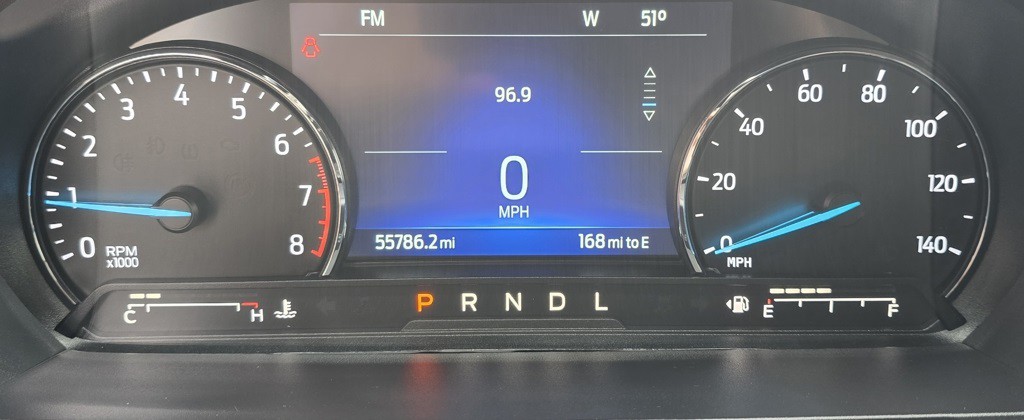 FM W 51°
96.9
0
MPH
55786.2 mi 168 mi to E
0 1 2 3 4 5 6 7 8
RPM
x1000
0 20 40 60 80 100 120 140
MPH
C H
P R N D L
E F